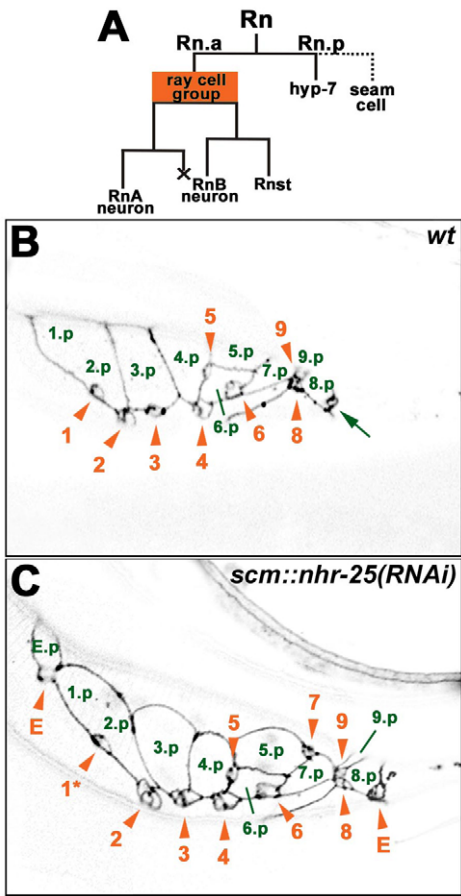 A
Rn
Rn.a Rn.p
ray cell
group
hyp-7
seam
cell
RnA
neuron
RnB
neuron
Rnst
B
wt
1.p
2.p
3.p
4.p
5
5.p
7.p
9
9.p
8.p
6.p
1
2
3
4
6
8
C
scm::nhr-25(RNAi)
E.p
E
1.p
2.p
3.p
4.p
5
5.p
7
7.p
9
9.p
8.p
6.p
1*
2
3
4
6
8
E